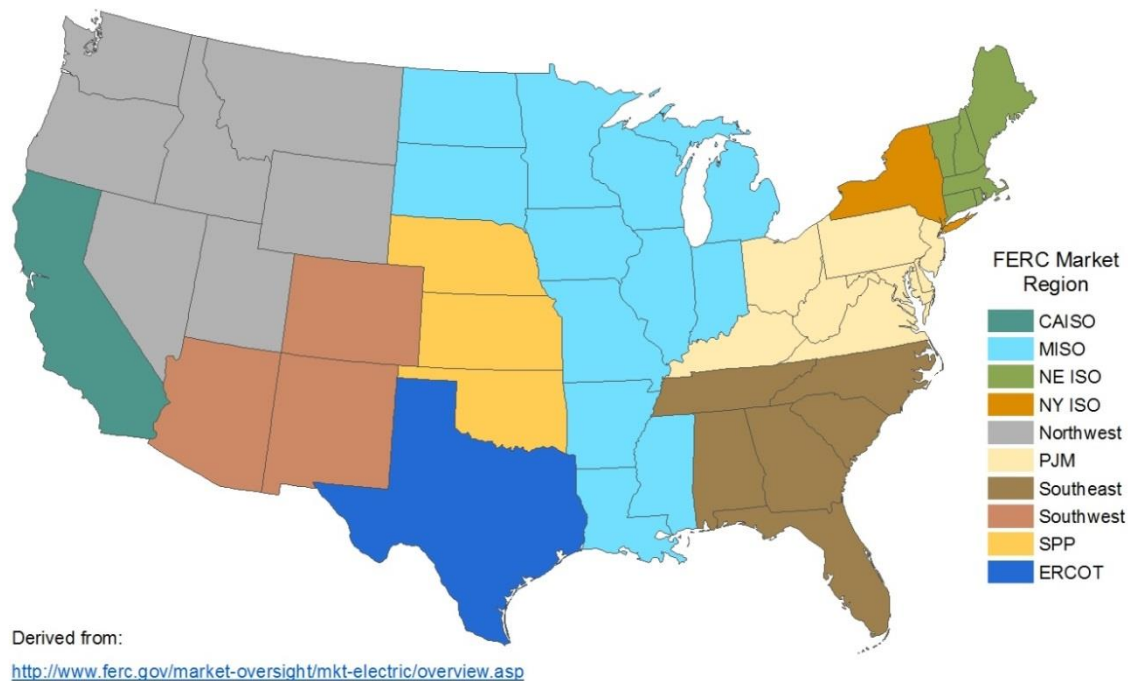 FERC Market
Region
CAISO
MISO
NE ISO
NY ISO
Northwest
PJM
Southeast
Southwest
SPP
ERCOT
Derived from:
http://www.ferc.gov/market-oversight/mkt-electric/overview.asp